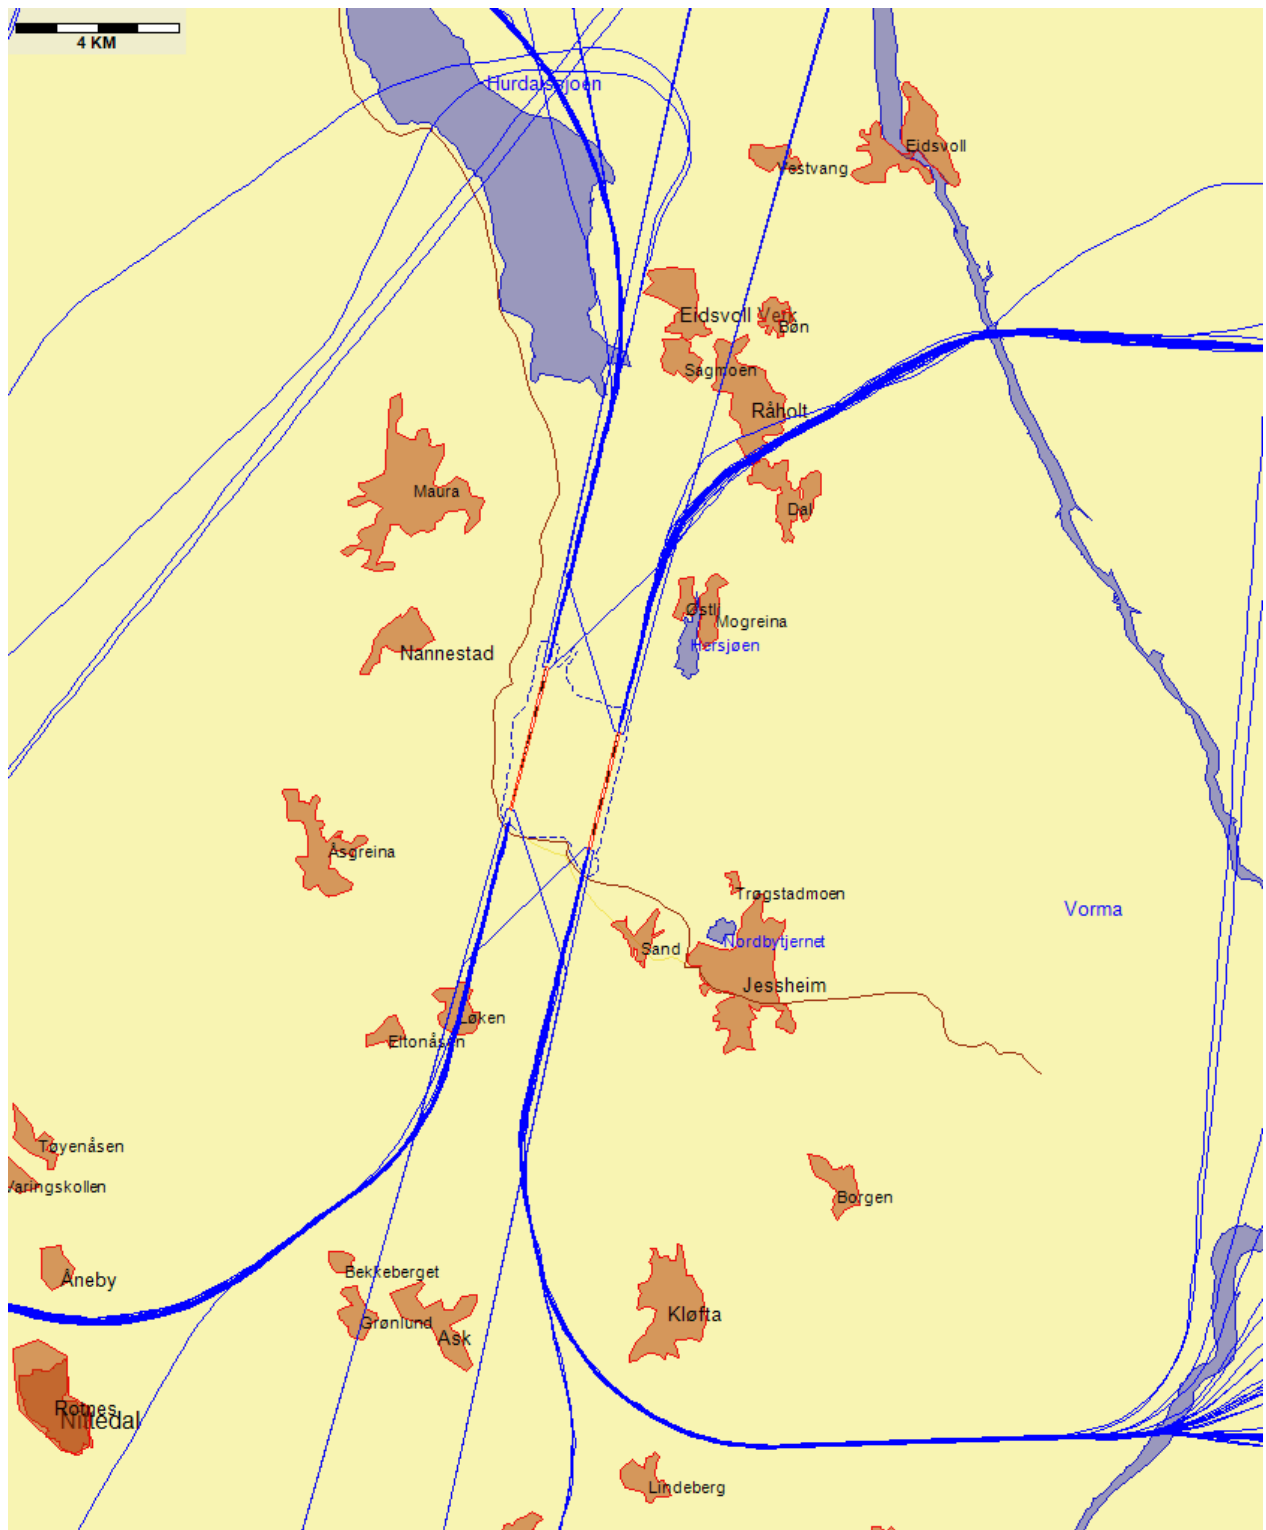 4 KM
Hurdalssjøen
Eidsvoll
Vestvang
Eidsvoll Verk
Bøn
Sagmoen
Råholt
Maura
Dal
Østli
Mogreina
Hersjøen
Nannestad
Åsgreina
Trøgstadmoen
Vorma
Sand
Nordbytjernet
Jessheim
Løken
Eltonåsen
Tøyenåsen
Varingskollen
Borgen
Bekkeberget
Åneby
Grønlund
Kløfta
Ask
Rotnes
Nittedal
Lindeberg